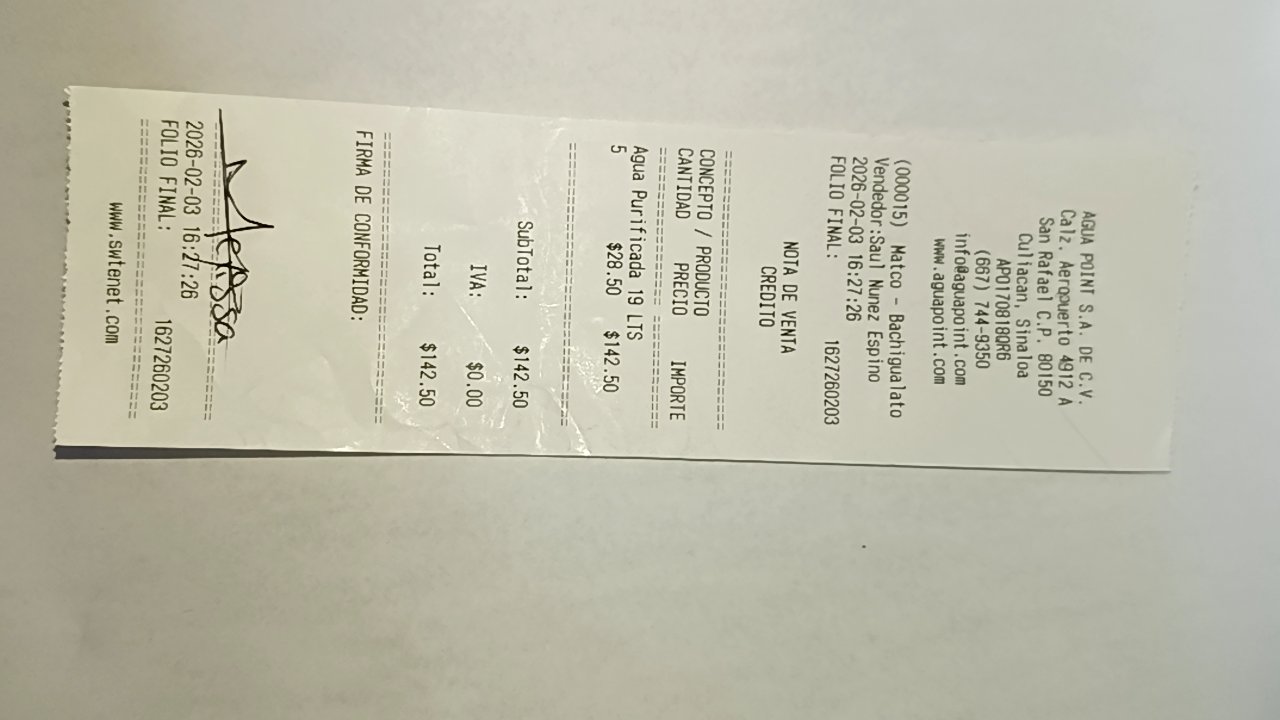 AGUA POINT S.A. DE C.V.
Calz. Aeropuerto 4912 A
San Rafael C.P. 80150
Culiacan, Sinaloa
APO170818QR6
(667) 744-9350
info@aguapoint.com
www.aguapoint.com
(000015) Matco - Bachigualato
Vendedor:Saul Nunez Espino
2026-02-03 16:27:26
FOLIO FINAL: 1627260203
NOTA DE VENTA
CREDITO
CONCEPTO / PRODUCTO
CANTIDAD PRECIO IMPORTE
Agua Purificada 19 LTS
5 $28.50 $142.50
SubTotal: $142.50
IVA: $0.00
Total: $142.50
FIRMA DE CONFORMIDAD:
2026-02-03 16:27:26
FOLIO FINAL: 1627260203
www.swtenet.com